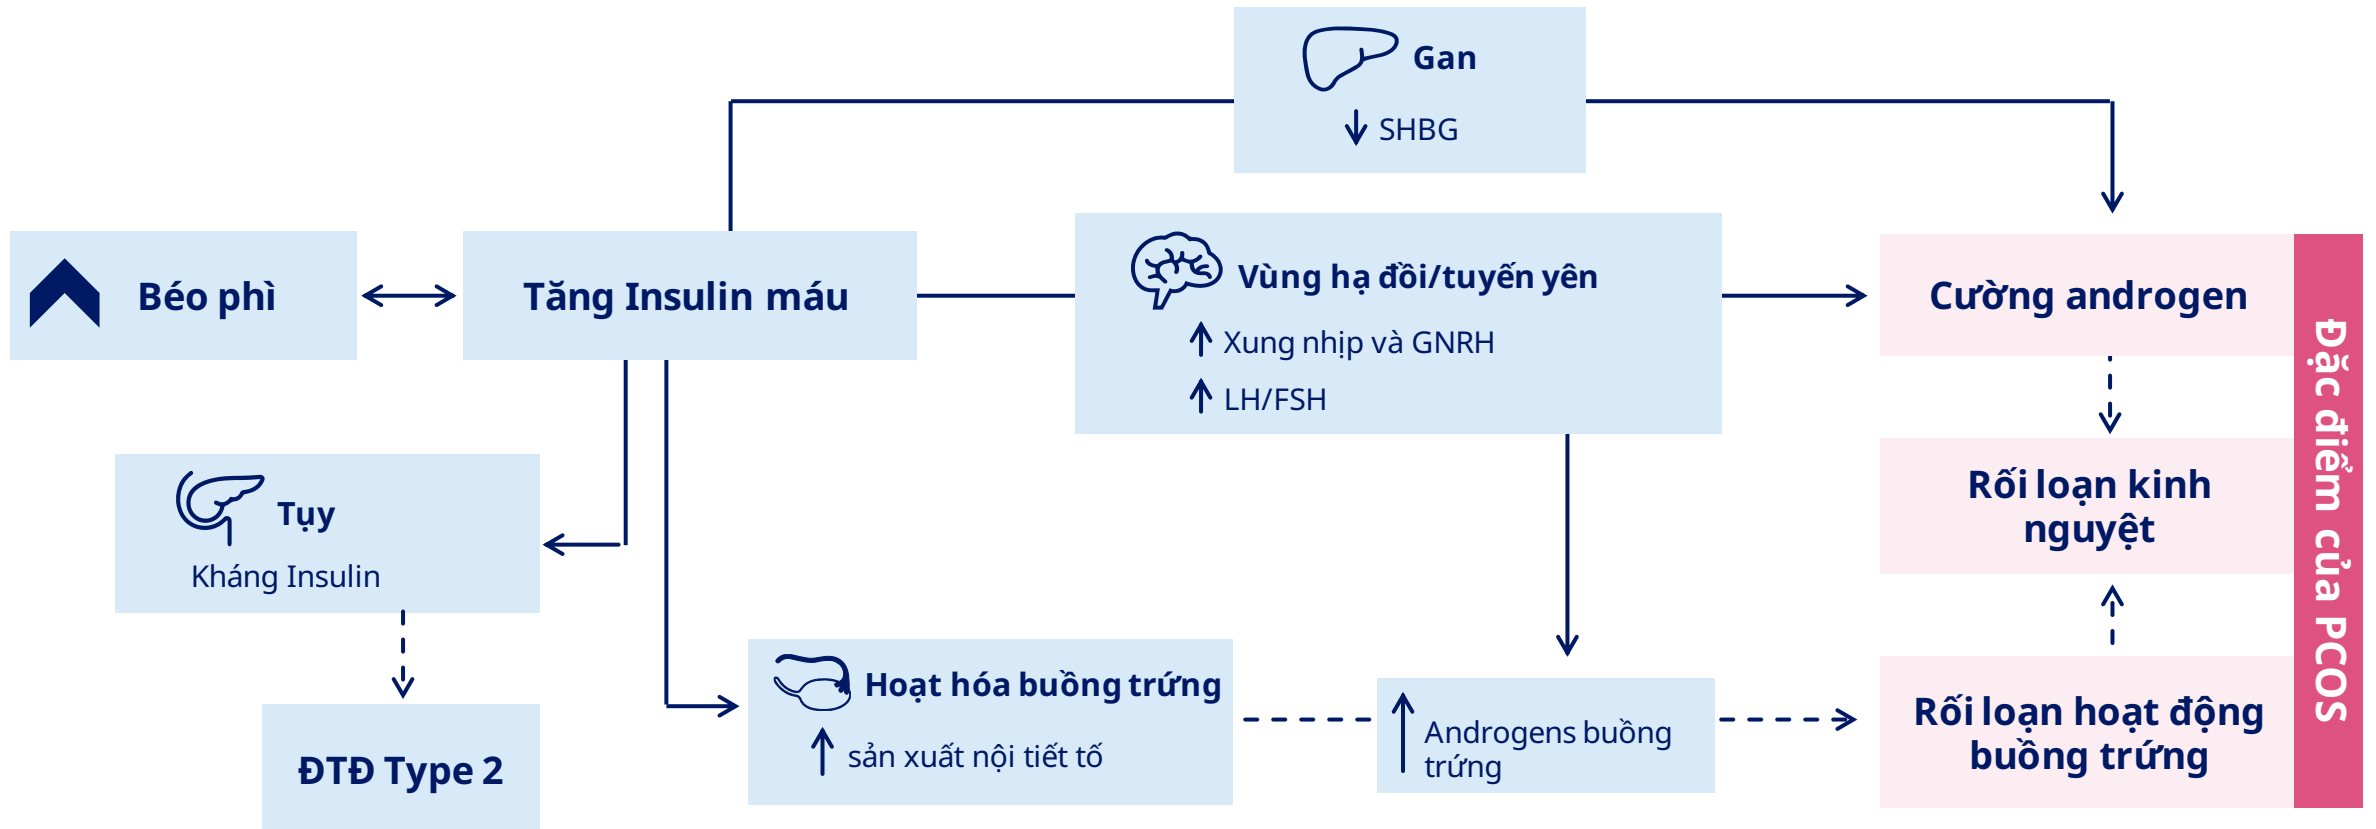 Gan
SHBG
Béo phì
Tăng Insulin máu
Vùng hạ đồi/tuyến yên
Xung nhịp và GNRH
LH/FSH
Cường androgen
Rối loạn kinh
nguyệt
Tụy
Kháng Insulin
ĐTĐ Type 2
Hoạt hóa buồng trứng
sản xuất nội tiết tố
Androgens buồng
trứng
Rối loạn hoạt động
buồng trứng
Đặc điểm của PCOS